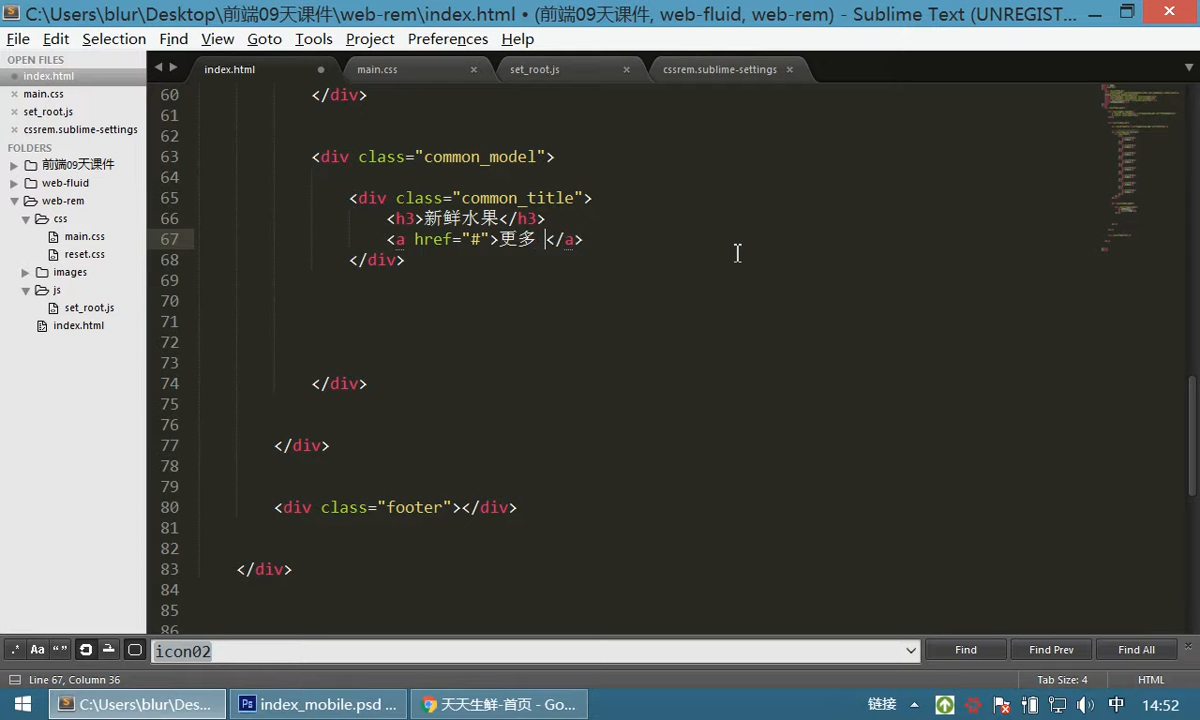 C:\Users\blur\Desktop\前端09天课件\web-rem\index.html • (前端09天课件, web-fluid, web-rem) - Sublime Text (UNREGIST...
File Edit Selection Find View Goto Tools Project Preferences Help
OPEN FILES
index.html
main.css
set_root.js
cssrem.sublime-settings
FOLDERS
前端09天课件
web-fluid
web-rem
css
main.css
reset.css
images
js
set_root.js
index.html
index.html main.css set_root.js cssrem.sublime-settings
60 </div>
61
62
63 <div class="common_model">
64
65 <div class="common_title">
66 <h3>新鲜水果</h3>
67 <a href="#">更多 </a>
68 </div>
69
70
71
72
73
74 </div>
75
76
77 </div>
78
79
80 <div class="footer"></div>
81
82
83 </div>
84
85
86
.* Aa “ ” icon02 Find Find Prev Find All
Line 67, Column 36 Tab Size: 4 HTML
C:\Users\blur\Des... index_mobile.psd ... 天天生鲜-首页 - Go... 链接 中 14:52